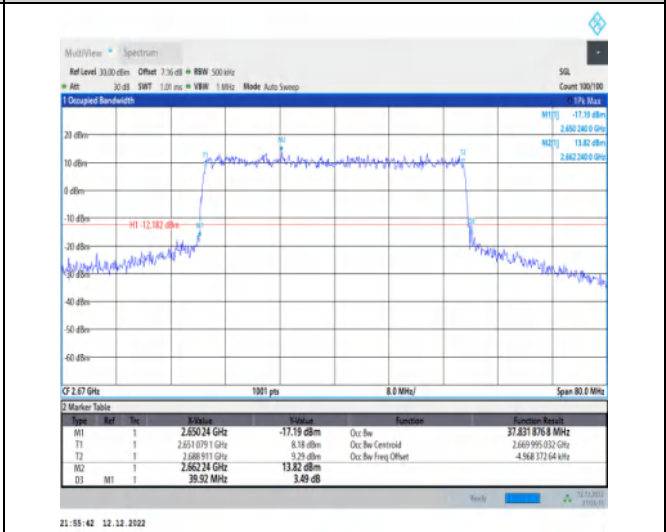 MultiView Spectrum
Ref Level 30.00 dBm Offset 7.16 dB RBW 500 kHz SGL
Att 30 dB SWT 1.01 ms VBW 1 MHz Mode Auto Sweep Count 100/100
1 Occupied Bandwidth 1Pk Max
M1[1] -17.19 dBm
2.650 240 0 GHz
M2[1] 13.82 dBm
2.662 240 0 GHz
20 dBm
M2
T1
T2
10 dBm
0 dBm
-10 dBm
H1 -12.182 dBm
M1
-20 dBm
-30 dBm
-40 dBm
-50 dBm
-60 dBm
CF 2.67 GHz 1001 pts 8.0 MHz/ Span 80.0 MHz
2 Marker Table
Type Ref Trc X-Value Y-Value Function Function Result
M1 1 2.65024 GHz -17.19 dBm Occ Bw 37.831 876 8 MHz
T1 1 2.651 079 1 GHz 8.18 dBm Occ Bw Centroid 2.669 995 032 GHz
T2 1 2.688 911 GHz 9.29 dBm Occ Bw Freq Offset -4.968 372 64 kHz
M2 1 2.66224 GHz 13.82 dBm
D3 M1 1 39.92 MHz 3.49 dB
Ready 12.12.2022
21:55:42 12.12.2022